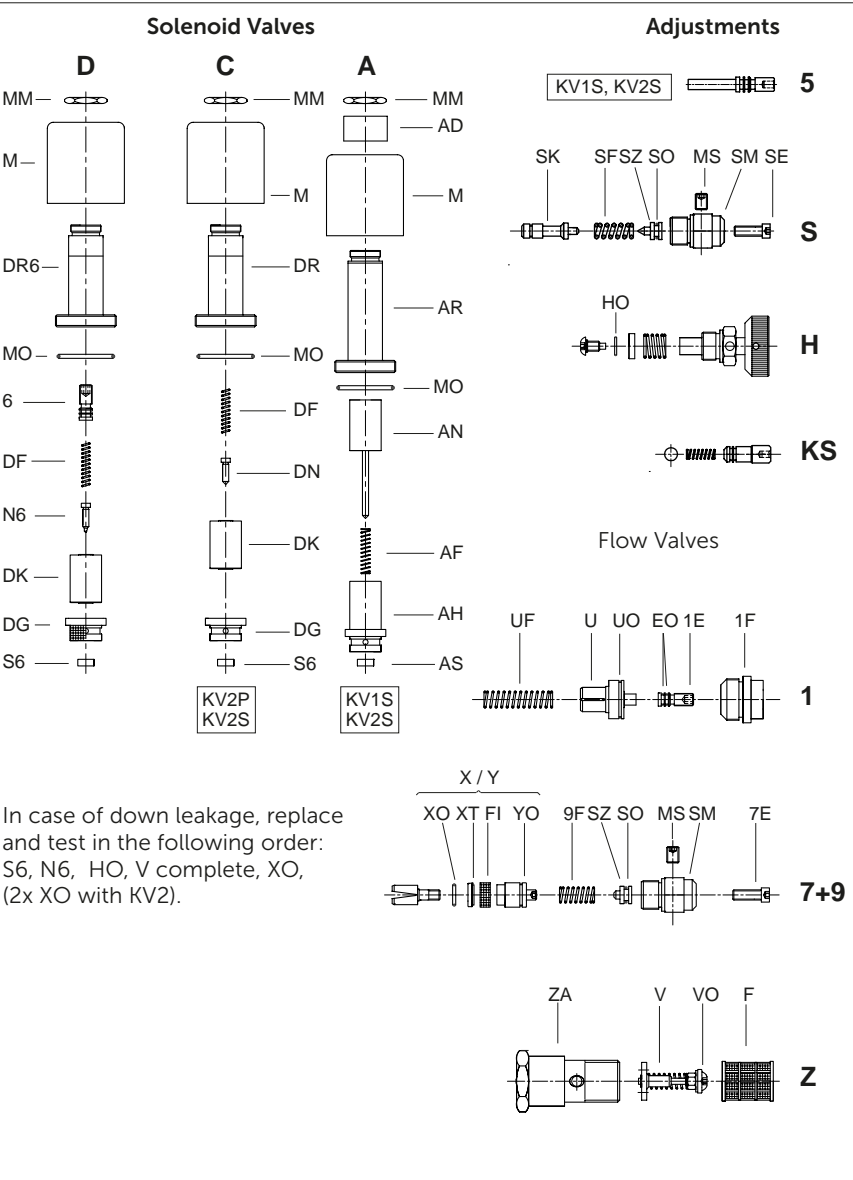 Solenoid Valves
D C A
MM MM MM
AD
M M M
DR6 DR AR
MO MO MO
6 DF AN
DF DN
N6
DK DK AF
DG DG AH
S6 S6 AS
KV2P
KV2S
KV1S
KV2S
In case of down leakage, replace
and test in the following order:
S6, N6, HO, V complete, XO,
(2x XO with KV2).
Adjustments
KV1S, KV2S 5
SK SF SZ SO MS SM SE
S
HO
H
KS
Flow Valves
UF U UO EO 1E 1F
1
X / Y
XO XT FI YO 9F SZ SO MS SM 7E
7+9
ZA V VO F
Z